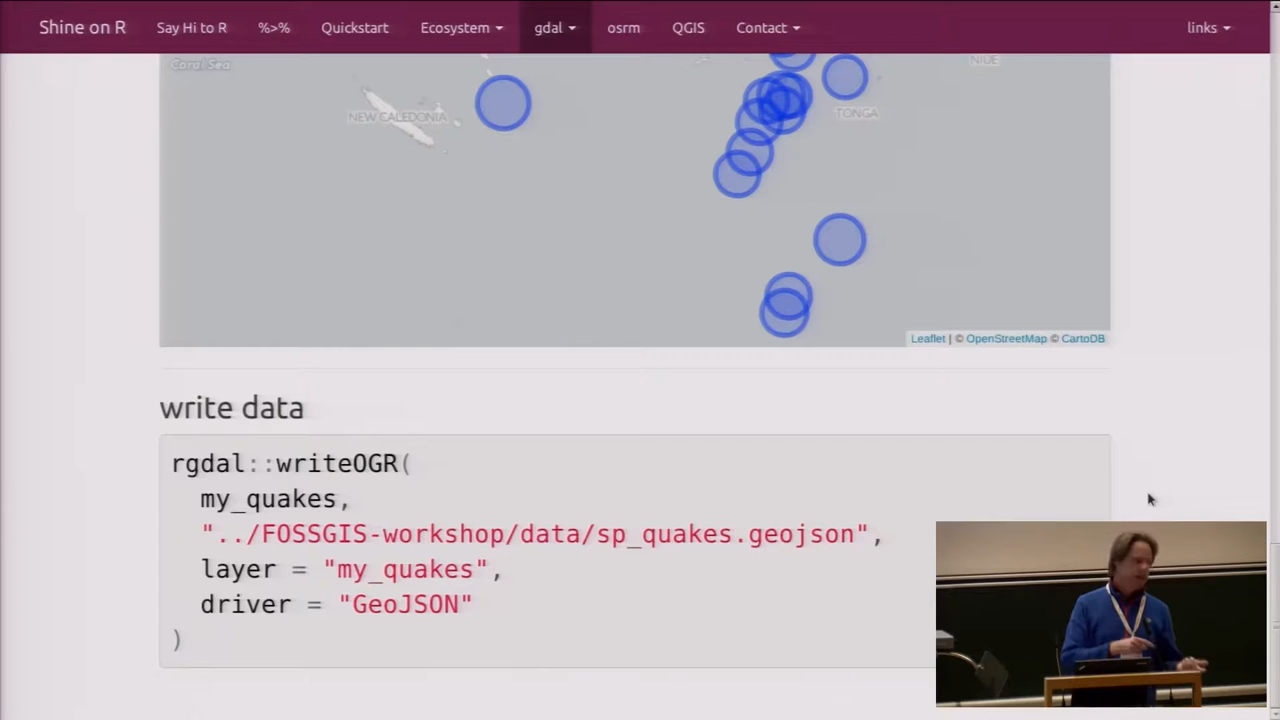 Shine on R Say Hi to R %>% Quickstart Ecosystem gdal osrm QGIS Contact links
Coral Sea
NIUE
NEW CALEDONIA
TONGA
Leaflet | © OpenStreetMap © CartoDB
write data
rgdal::writeOGR(
my_quakes,
"../FOSSGIS-workshop/data/sp_quakes.geojson",
layer = "my_quakes",
driver = "GeoJSON"
)